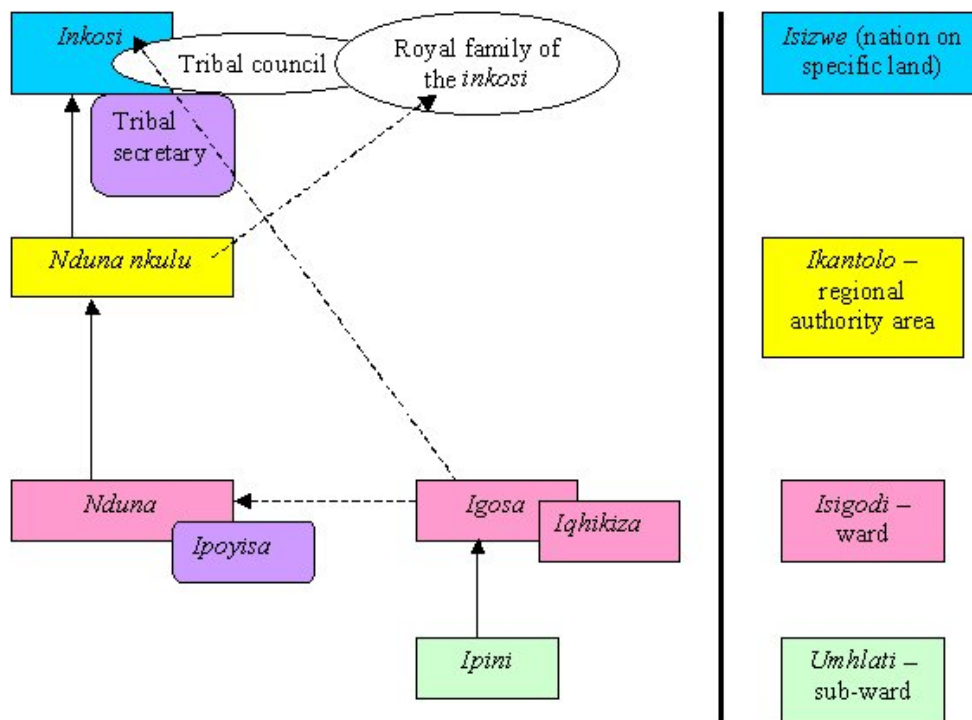 Inkosi
Tribal council
Royal family of
the inkosi
Tribal
secretary
Nduna nkulu
Nduna
Ipoyisa
Igosa
Iqhikiza
Ipini
Isizwe (nation on
specific land)
Ikantolo –
regional
authority area
Isigodi –
ward
Umhlati –
sub-ward